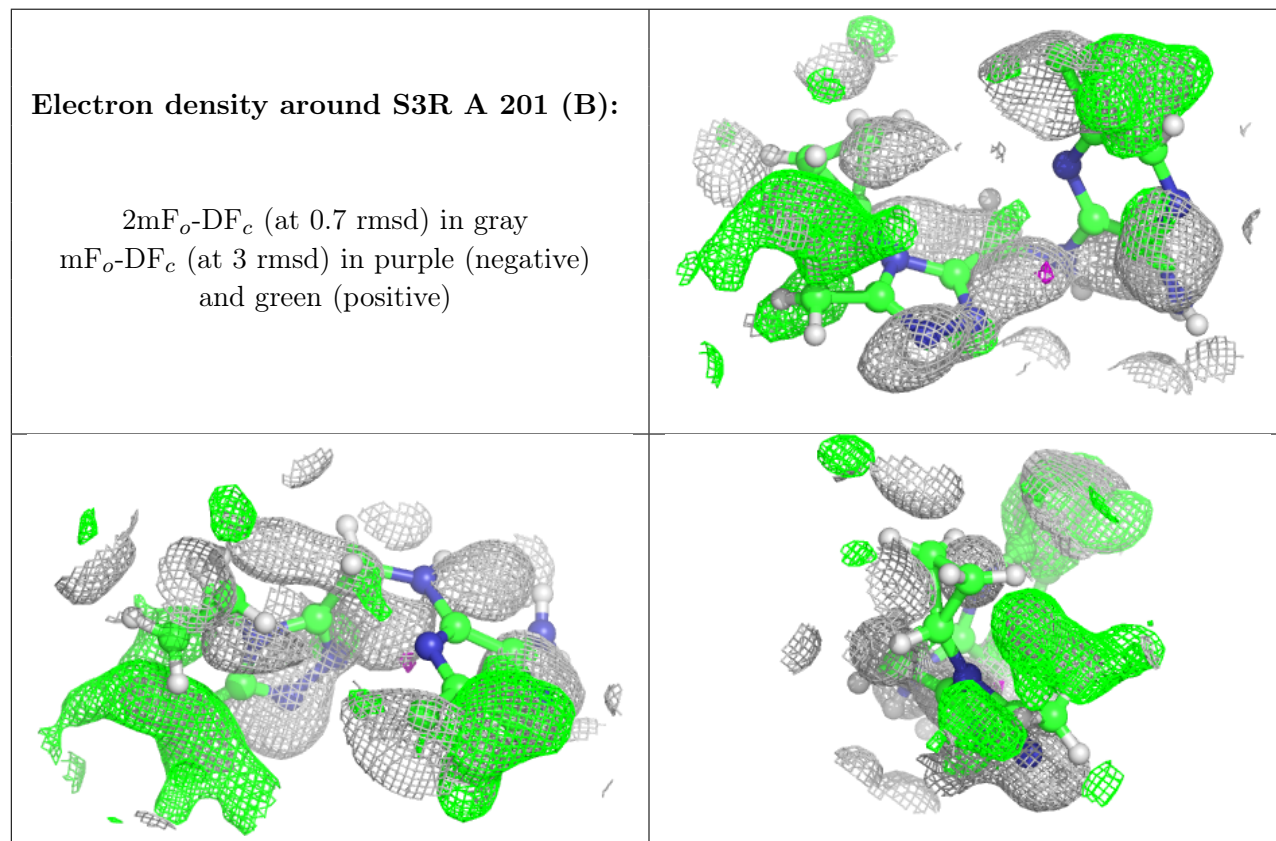 Electron density around S3R A 201 (B):
2mFo-DFc (at 0.7 rmsd) in gray
mFo-DFc (at 3 rmsd) in purple (negative)
and green (positive)